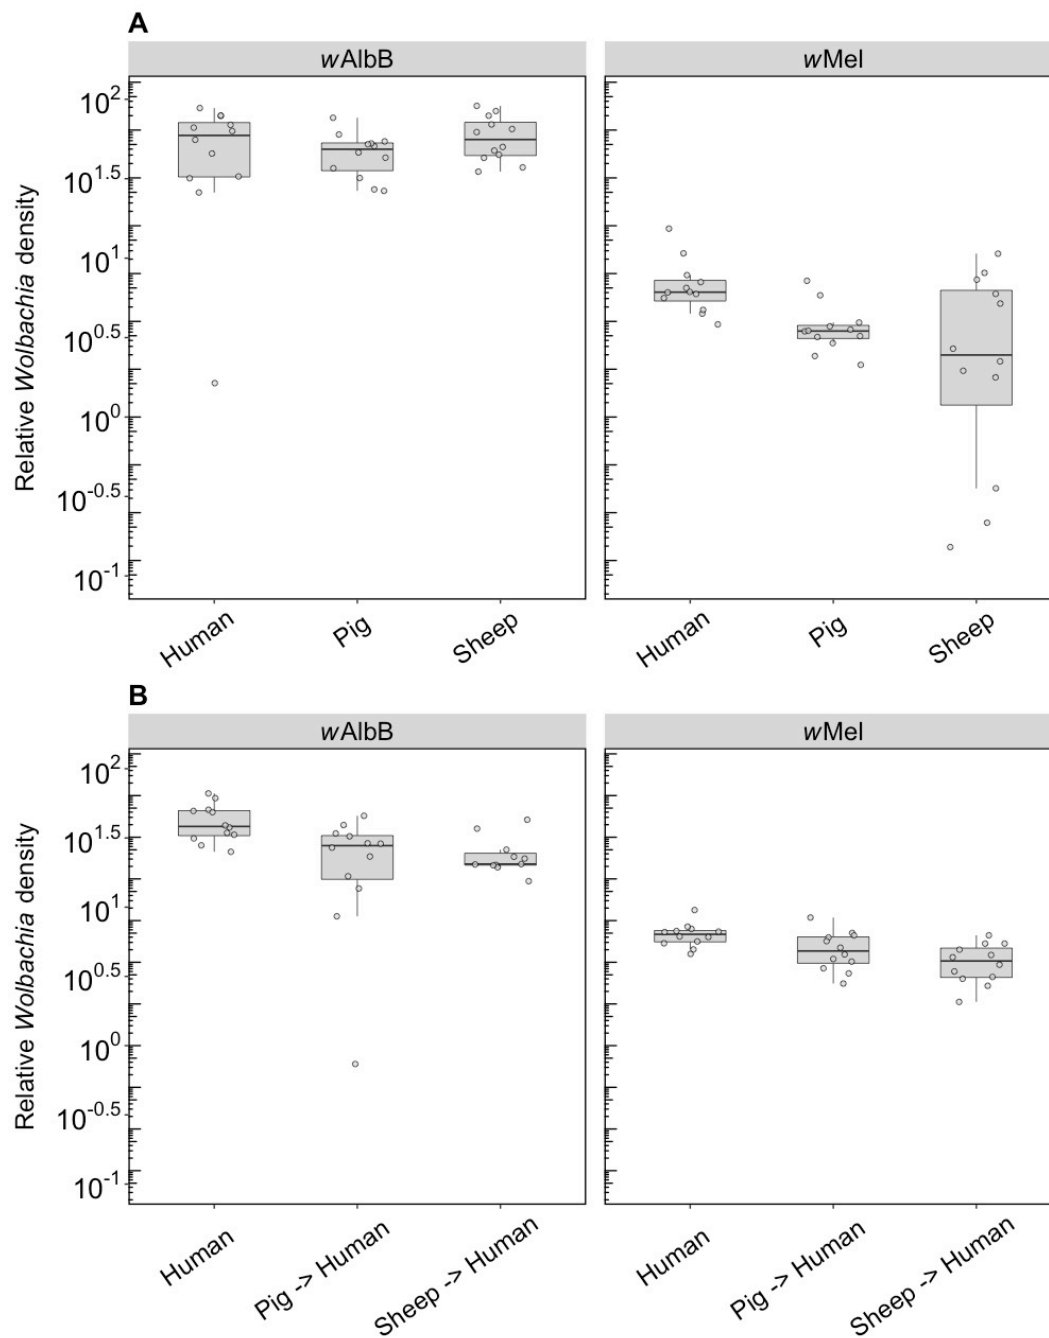 A
wAlbB
wMel
Relative Wolbachia density
10^2
10^1.5
10^1
10^0.5
10^0
10^-0.5
10^-1
Human Pig Sheep Human Pig Sheep
B
wAlbB
wMel
Relative Wolbachia density
10^2
10^1.5
10^1
10^0.5
10^0
10^-0.5
10^-1
Human Pig -> Human Sheep -> Human Human Pig -> Human Sheep -> Human